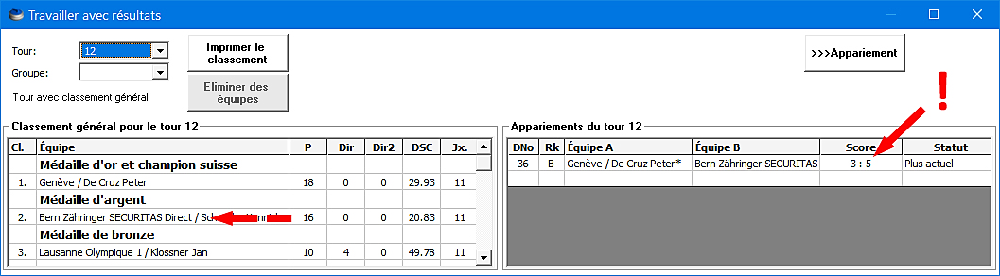 Travailler avec résultats
Tour: 12
Groupe:
Imprimer le
classement
Eliminer des
équipes
>>>Appariement
Tour avec classement général
!
Classement général pour le tour 12
Cl. Équipe P Dir Dir2 DSC Jx.
Médaille d'or et champion suisse
1. Genève / De Cruz Peter 18 0 0 29.93 11
Médaille d'argent
2. Bern Zähringer SECURITAS Direct / 16 0 0 20.83 11
Médaille de bronze
3. Lausanne Olympique 1 / Klossner Jan 10 4 0 49.78 11
Appariements du tour 12
DNo Rk Équipe A Équipe B Score Statut
36 B Genève / De Cruz Peter* Bern Zähringer SECURITAS 3 : 5 Plus actuel